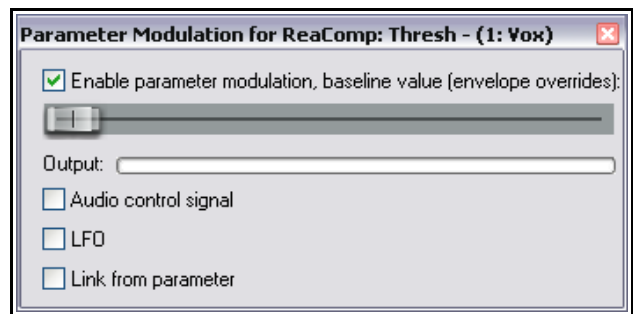 Parameter Modulation for ReaComp: Thresh - (1: Vox)
Enable parameter modulation, baseline value (envelope overrides):
Output:
Audio control signal
LFO
Link from parameter